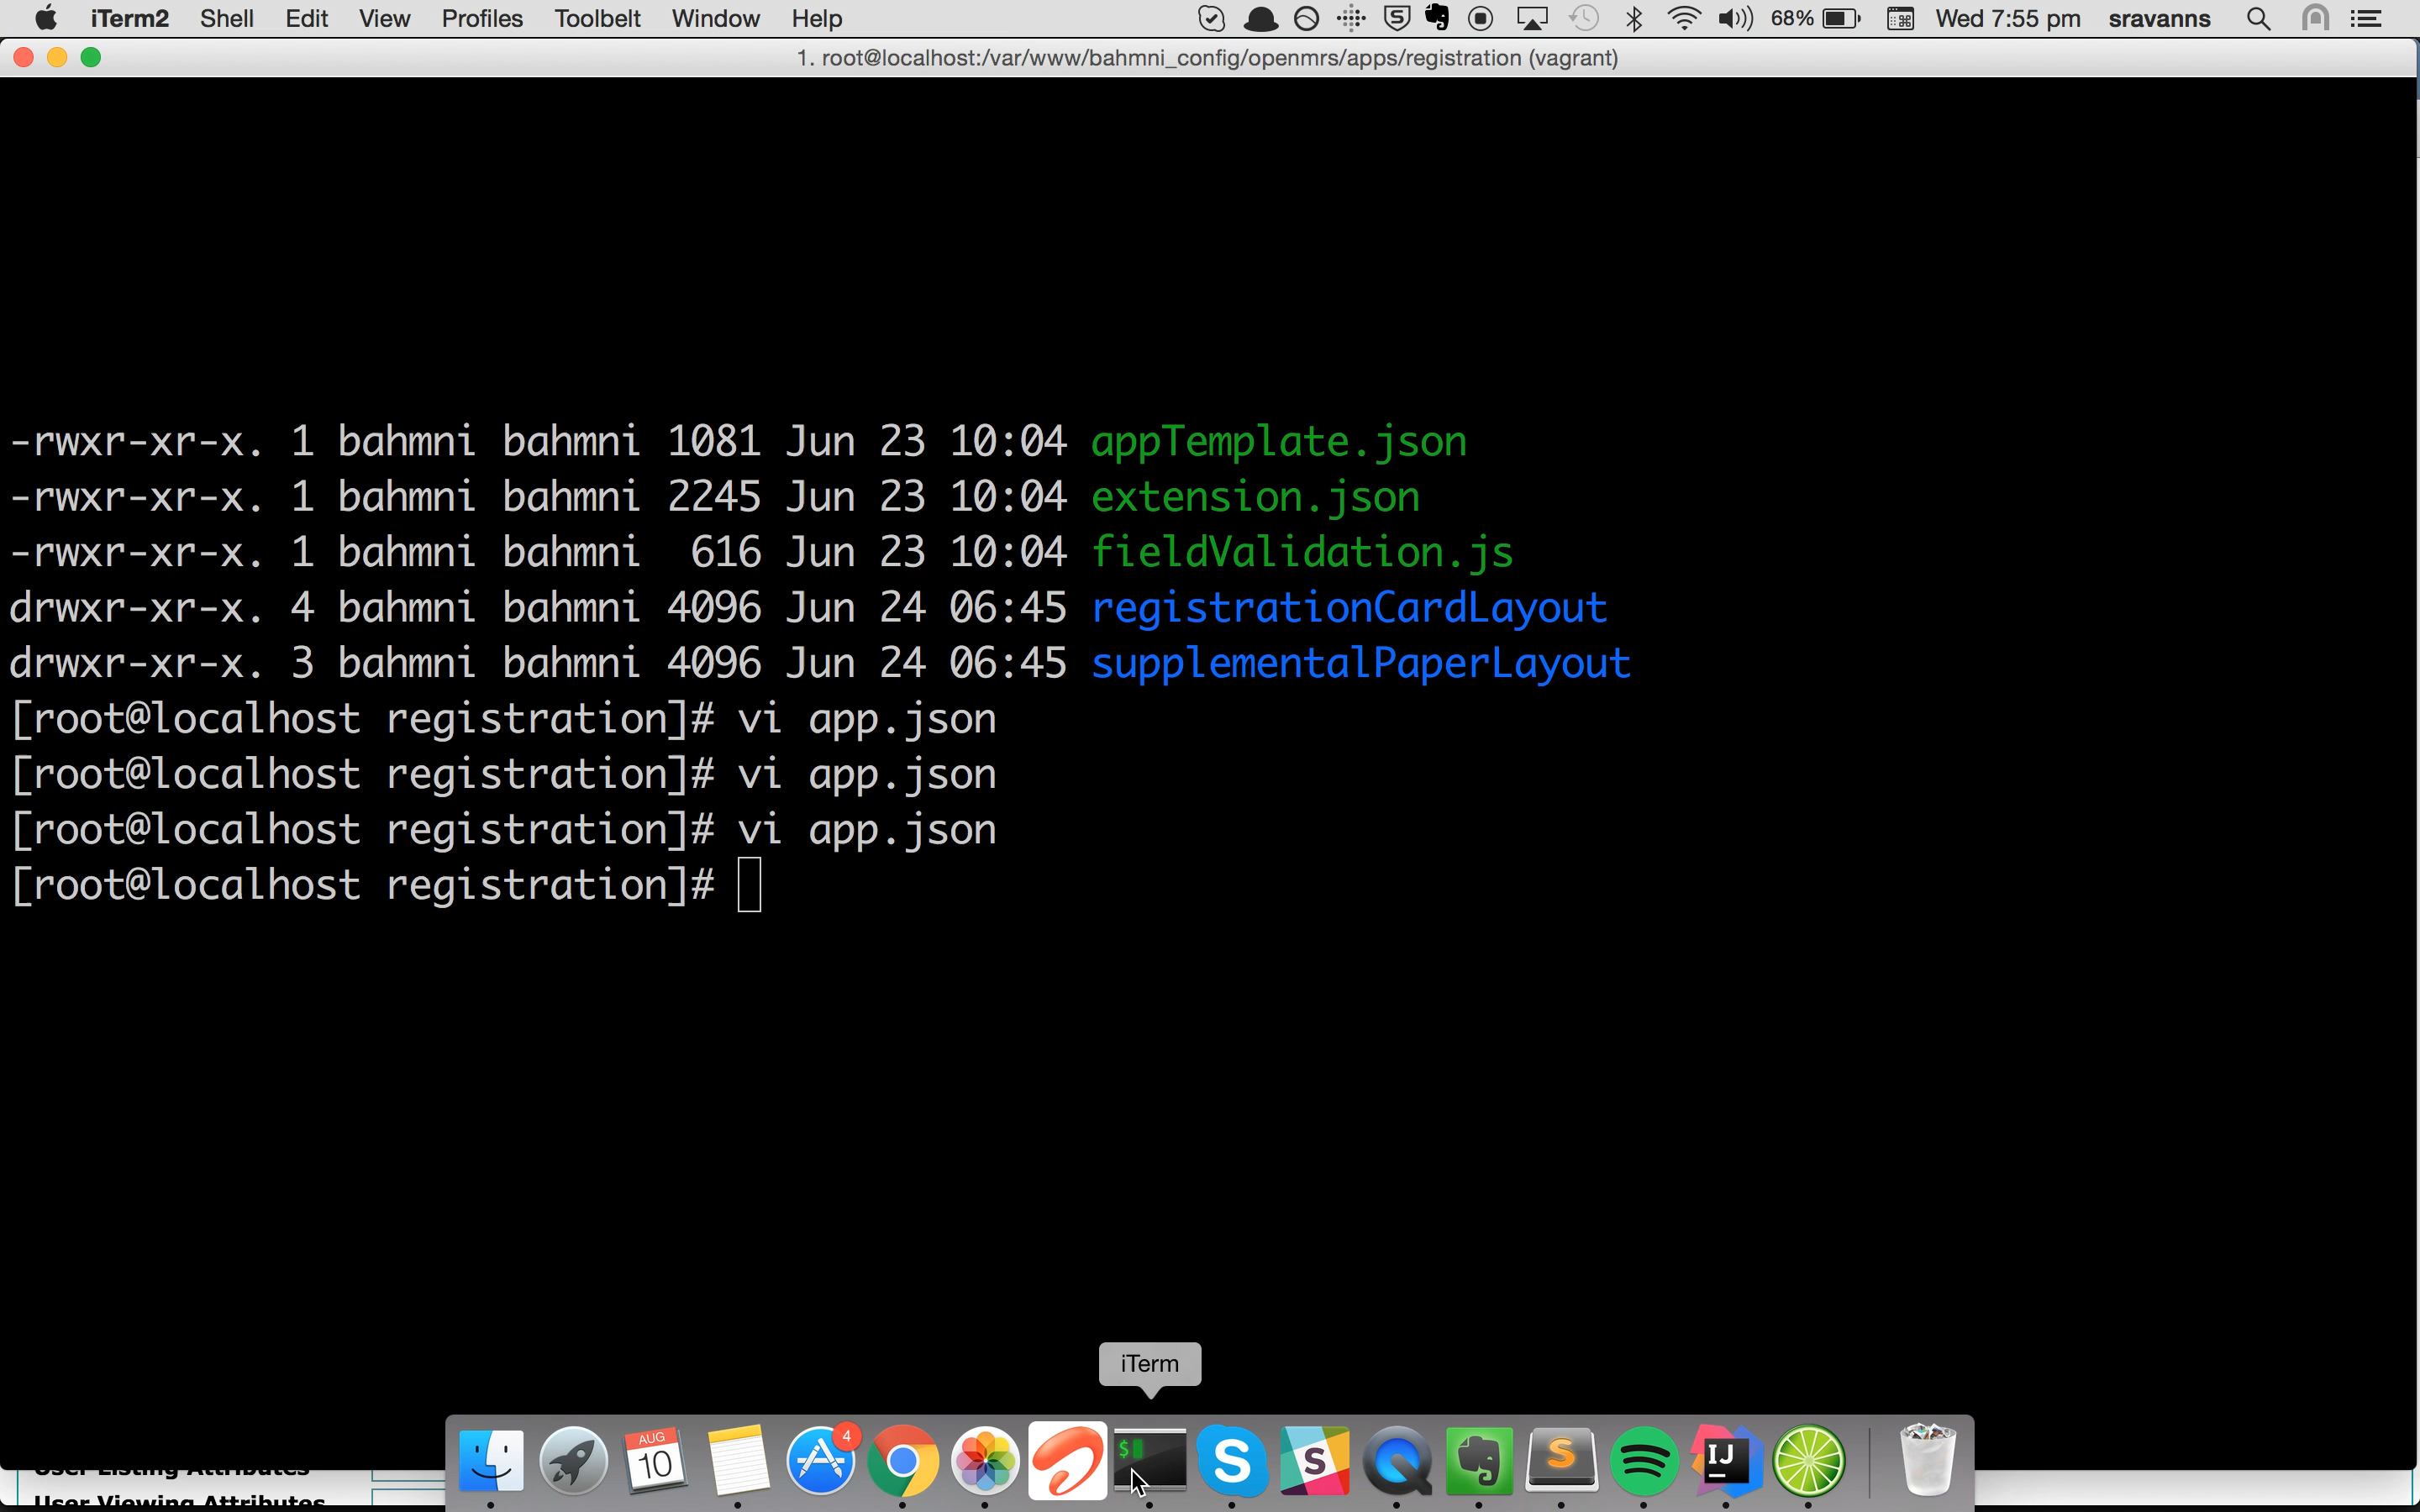 iTerm2 Shell Edit View Profiles Toolbelt Window Help 68% Wed 7:55 pm sravanns
1. root@localhost:/var/www/bahmni_config/openmrs/apps/registration (vagrant)
-rwxr-xr-x. 1 bahmni bahmni 1081 Jun 23 10:04 appTemplate.json
-rwxr-xr-x. 1 bahmni bahmni 2245 Jun 23 10:04 extension.json
-rwxr-xr-x. 1 bahmni bahmni  616 Jun 23 10:04 fieldValidation.js
drwxr-xr-x. 4 bahmni bahmni 4096 Jun 24 06:45 registrationCardLayout
drwxr-xr-x. 3 bahmni bahmni 4096 Jun 24 06:45 supplementalPaperLayout
[root@localhost registration]# vi app.json
[root@localhost registration]# vi app.json
[root@localhost registration]# vi app.json
[root@localhost registration]#
iTerm
AUG
10
4
$
S
S
S
IJ
User Listing Attributes
User Viewing Attributes